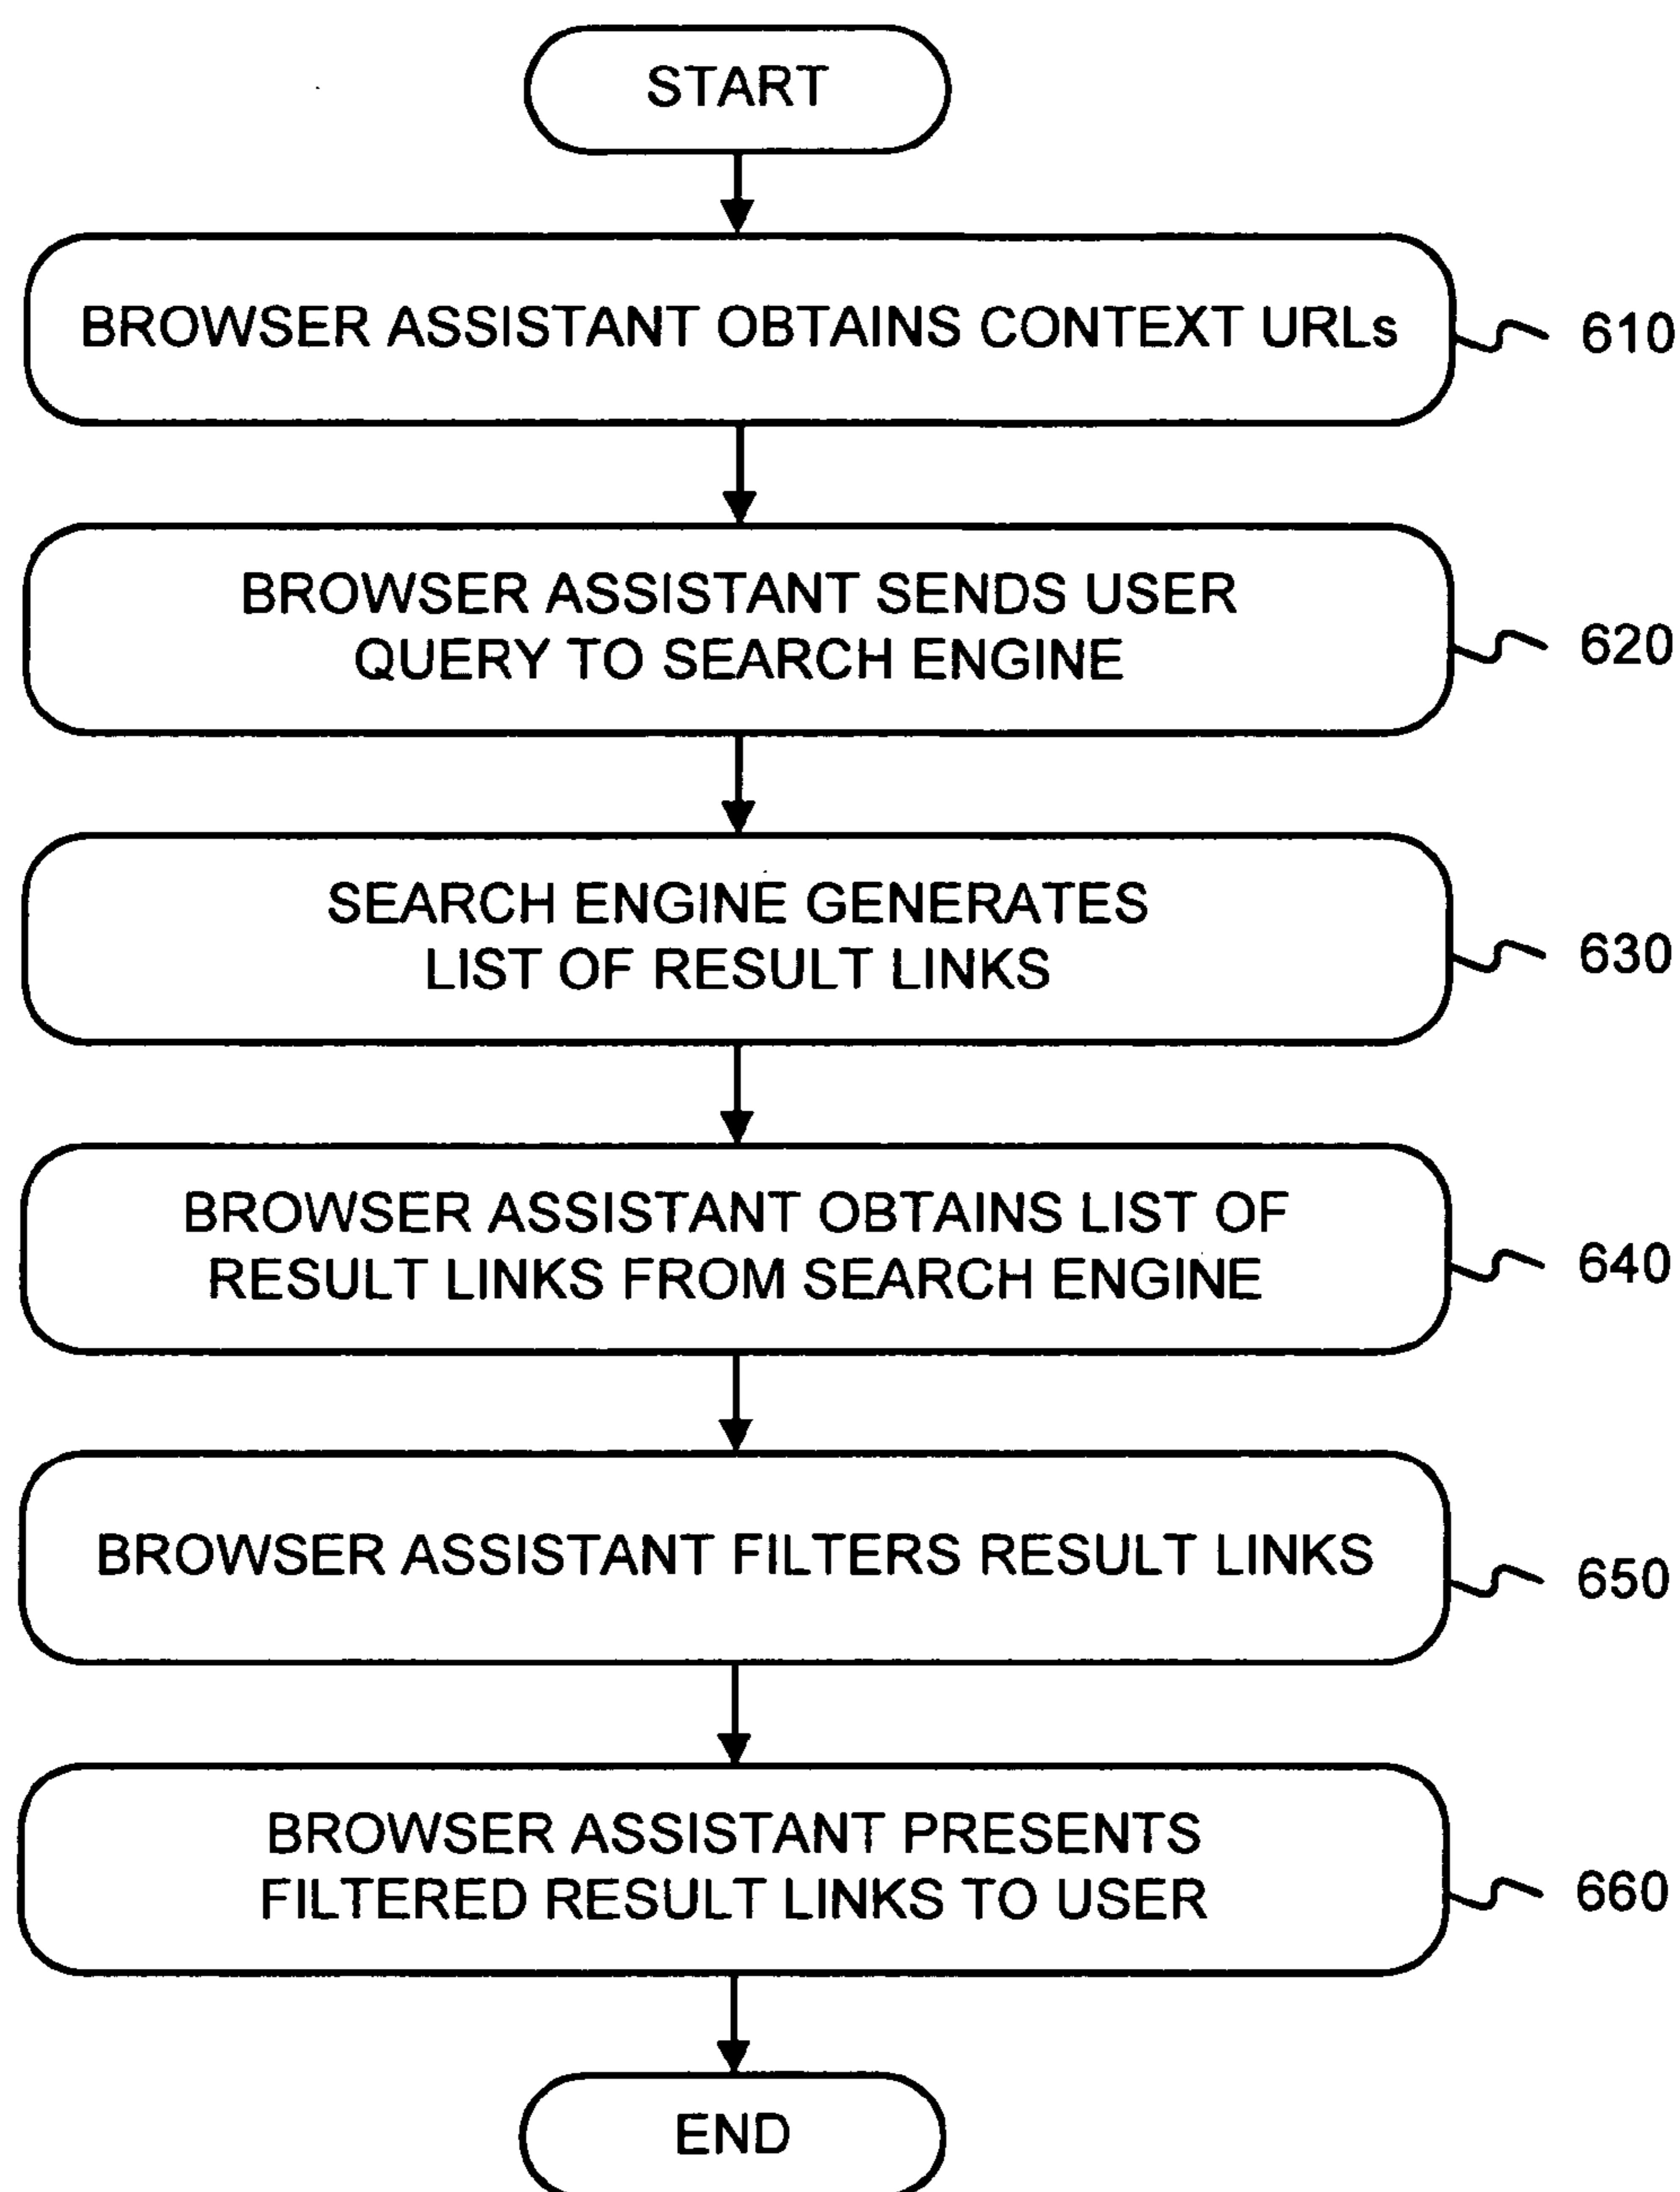 START
BROWSER ASSISTANT OBTAINS CONTEXT URLs
610
BROWSER ASSISTANT SENDS USER
QUERY TO SEARCH ENGINE
620
SEARCH ENGINE GENERATES
LIST OF RESULT LINKS
630
BROWSER ASSISTANT OBTAINS LIST OF
RESULT LINKS FROM SEARCH ENGINE
640
BROWSER ASSISTANT FILTERS RESULT LINKS
650
BROWSER ASSISTANT PRESENTS
FILTERED RESULT LINKS TO USER
660
END